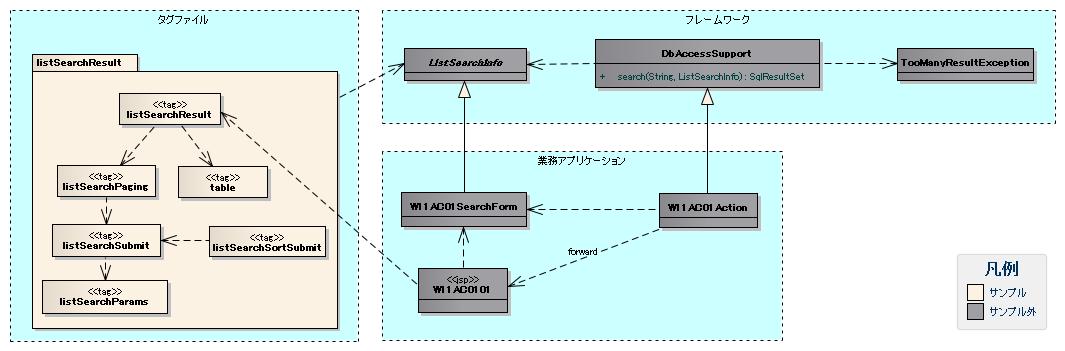 タグファイル
listSearchResult
<<tag>>
listSearchResult
<<tag>>
listSearchPaging
<<tag>>
table
<<tag>>
listSearchSubmit
<<tag>>
listSearchSortSubmit
<<tag>>
listSearchParams
フレームワーク
ListSearchInfo
DbAccessSupport
+ search(String, ListSearchInfo) : SqlResultSet
TooManyResultException
業務アプリケーション
W11AC01SearchForm
W11AC01Action
forward
<<jsp>>
W11AC0101
凡例
サンプル
サンプル外